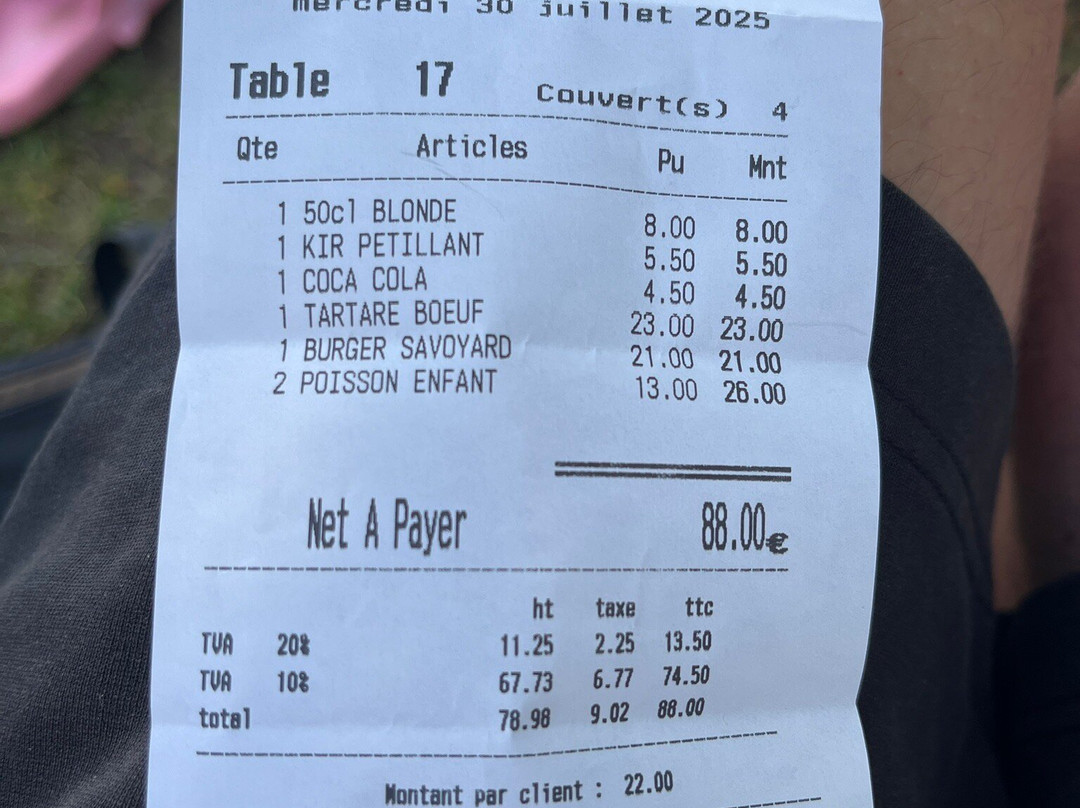 mercredi 30 juillet 2025
Table 17 Couvert(s) 4
Qte Articles Pu Mnt
1 50cl BLONDE 8.00 8.00
1 KIR PETILLANT 5.50 5.50
1 COCA COLA 4.50 4.50
1 TARTARE BOEUF 23.00 23.00
1 BURGER SAVOYARD 21.00 21.00
2 POISSON ENFANT 13.00 26.00
Net A Payer 88.00€
ht taxe ttc
TVA 20% 11.25 2.25 13.50
TVA 10% 67.73 6.77 74.50
total 78.98 9.02 88.00
Montant par client : 22.00